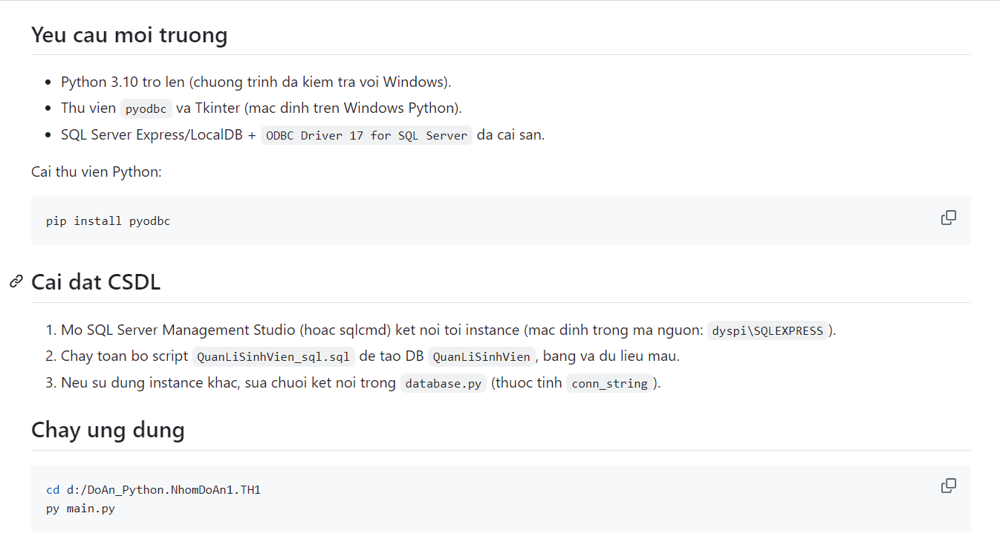 Yeu cau moi truong
Python 3.10 tro len (chuong trinh da kiem tra voi Windows).
Thu vien pyodbc va Tkinter (mac dinh tren Windows Python).
SQL Server Express/LocalDB + ODBC Driver 17 for SQL Server da cai san.
Cai thu vien Python:
pip install pyodbc
Cai dat CSDL
1. Mo SQL Server Management Studio (hoac sqlcmd) ket noi toi instance (mac dinh trong ma nguon: dyspi\SQLEXPRESS ).
2. Chay toan bo script QuanLiSinhVien_sql.sql de tao DB QuanLiSinhVien , bang va du lieu mau.
3. Neu su dung instance khac, sua chuoi ket noi trong database.py (thuoc tinh conn_string ).
Chay ung dung
cd d:/DoAn_Python.NhomDoAn1.TH1
py main.py